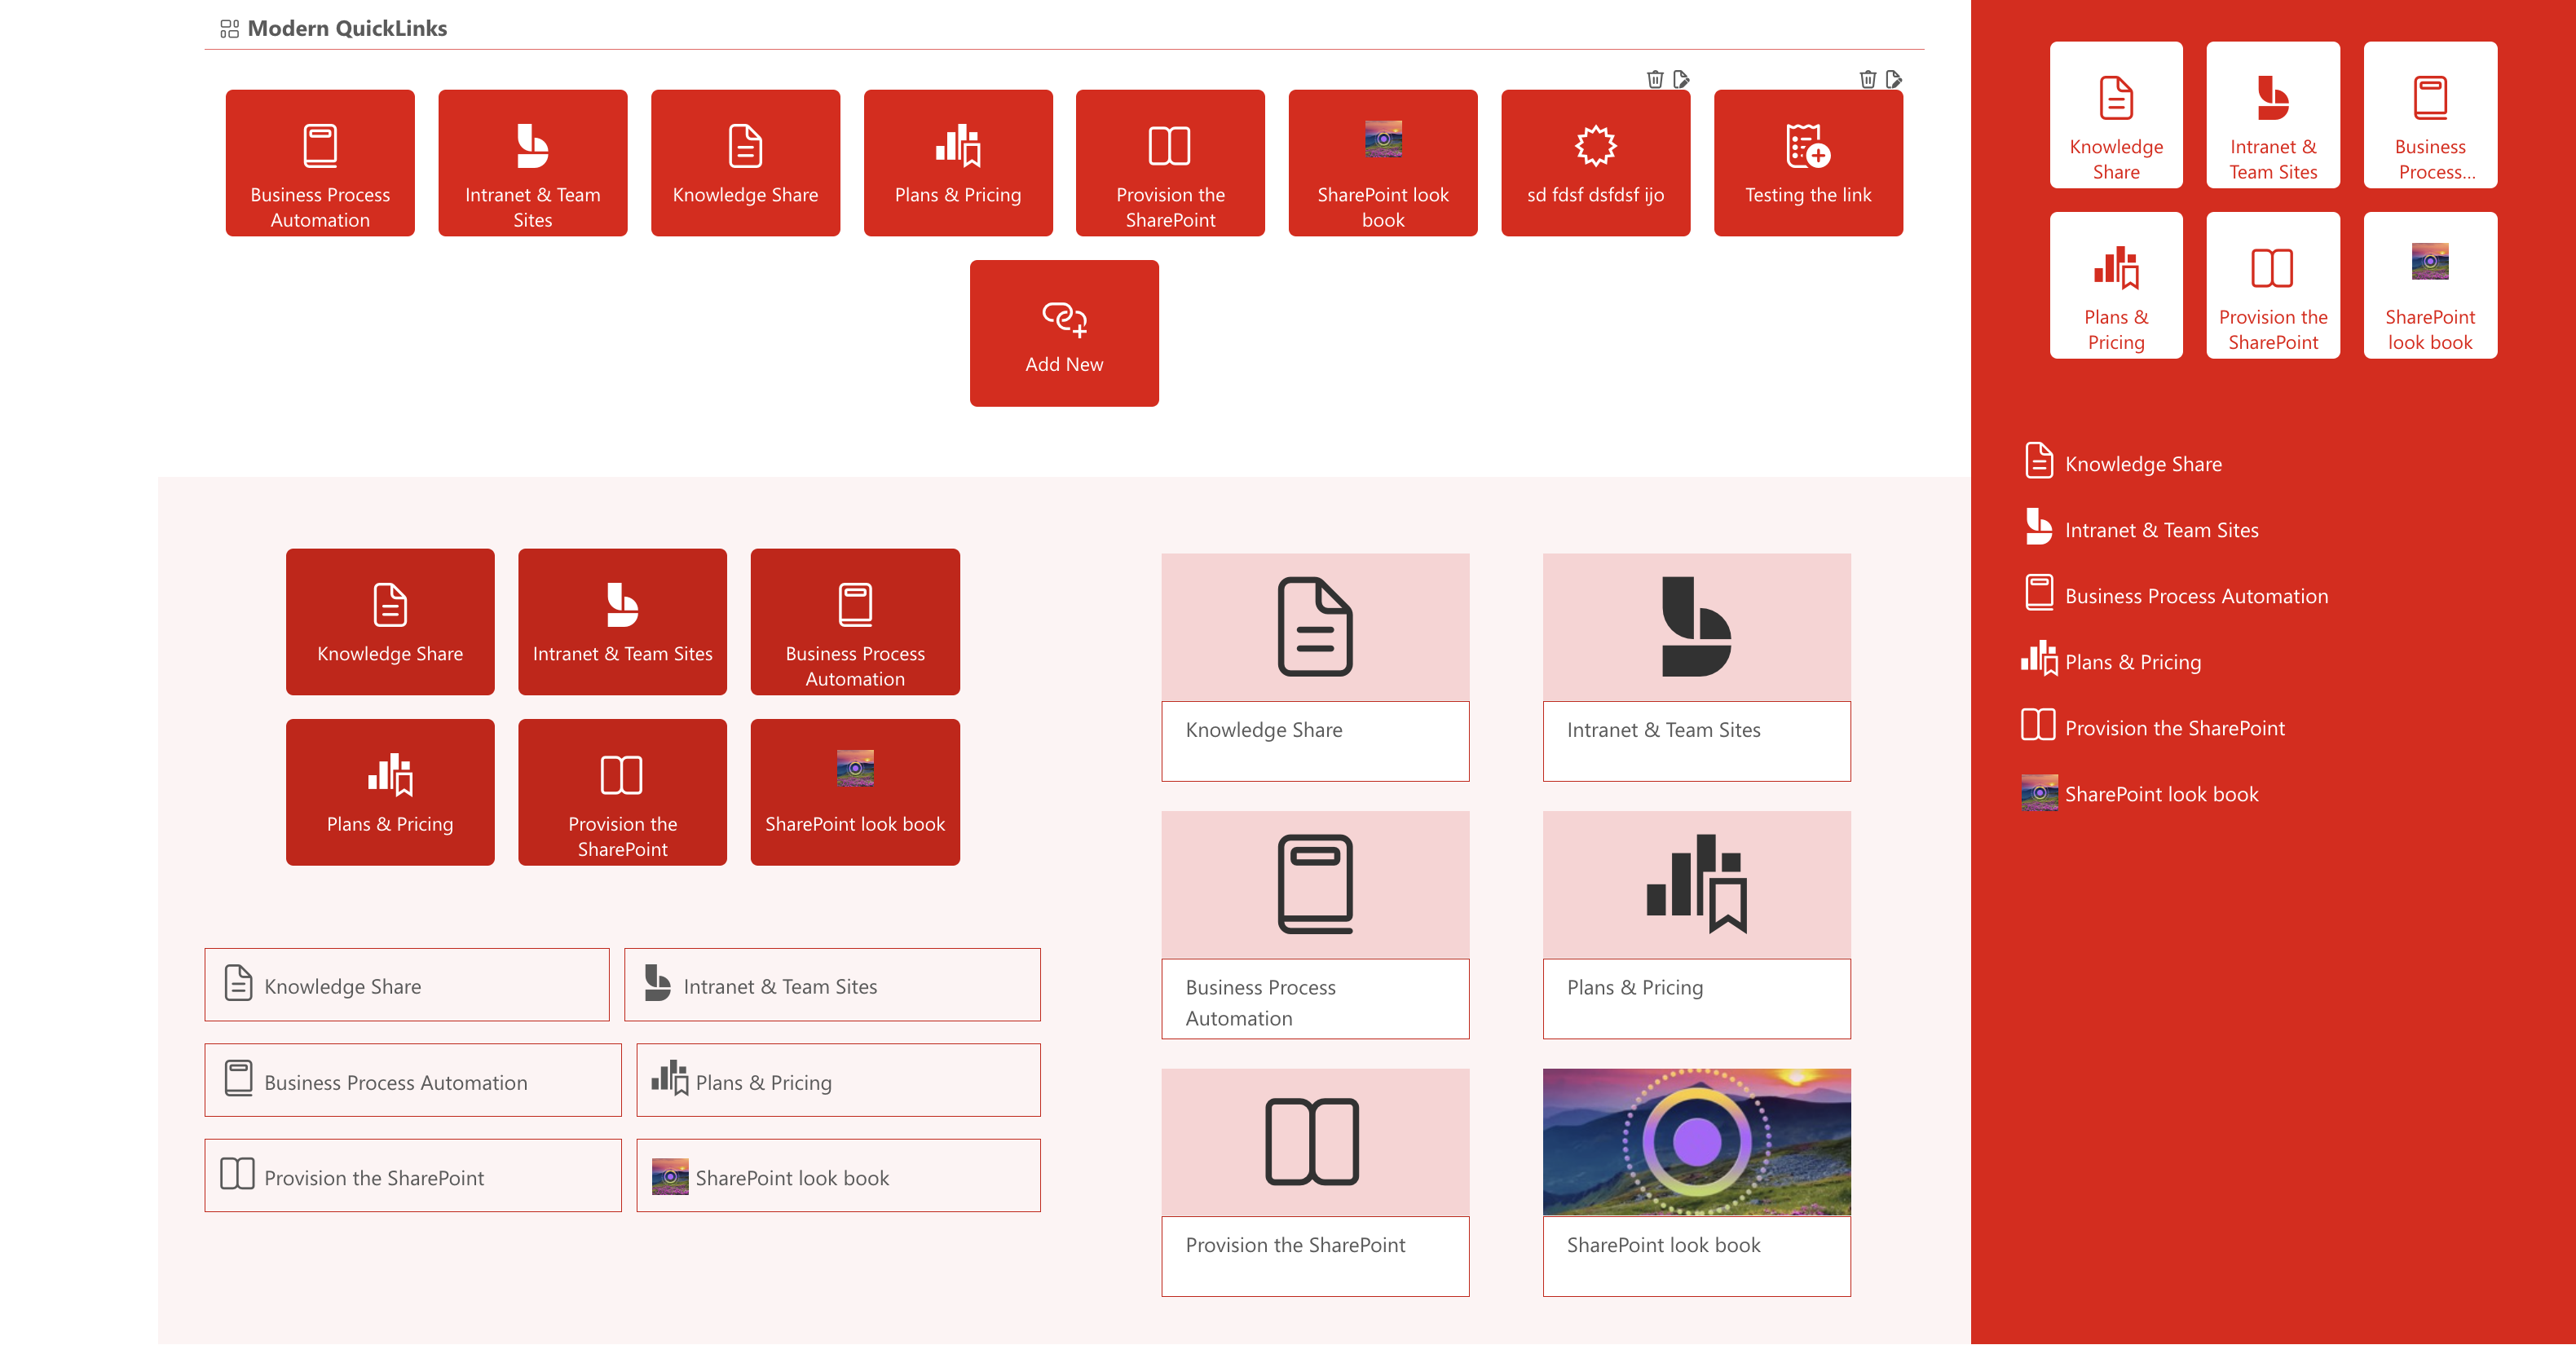 Modern QuickLinks
Business Process
Automation
Intranet & Team
Sites
Knowledge Share
Plans & Pricing
Provision the
SharePoint
SharePoint look
book
sd fdsf dsfdsf ijo
Testing the link
Add New
Knowledge Share
Intranet & Team Sites
Business Process
Automation
Plans & Pricing
Provision the
SharePoint
SharePoint look book
Knowledge Share
Intranet & Team Sites
Business Process Automation
Plans & Pricing
Provision the SharePoint
SharePoint look book
Knowledge Share
Intranet & Team Sites
Business Process
Automation
Plans & Pricing
Provision the SharePoint
SharePoint look book
Knowledge
Share
Intranet &
Team Sites
Business
Process...
Plans &
Pricing
Provision the
SharePoint
SharePoint
look book
Knowledge Share
Intranet & Team Sites
Business Process Automation
Plans & Pricing
Provision the SharePoint
SharePoint look book